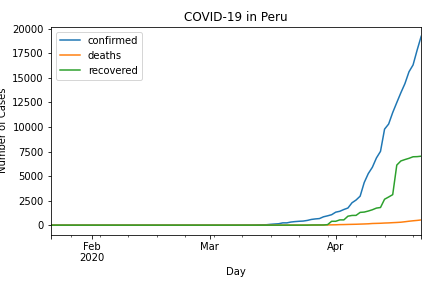 COVID-19 in Peru
confirmed
deaths
recovered
20000
17500
15000
12500
10000
7500
5000
2500
0
Number of Cases
Feb
2020
Mar
Apr
Day